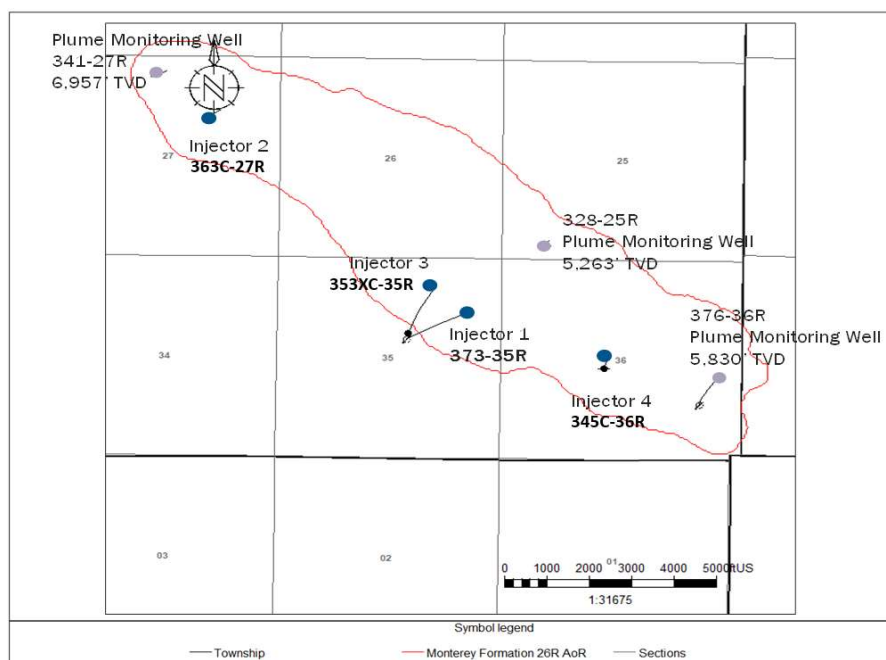 Plume Monitoring Well
341-27R
6,957' TVD
N
Injector 2
363C-27R
27
26
25
328-25R
Plume Monitoring Well
5,263' TVD
Injector 3
353XC-35R
376-36R
Plume Monitoring Well
5,830' TVD
Injector 1
373-35R
34
35
36
Injector 4
345C-36R
03
02
01
0 1000 2000 3000 4000 5000ftUS
1:31675
Symbol legend
Township Monterey Formation 26R AoR Sections